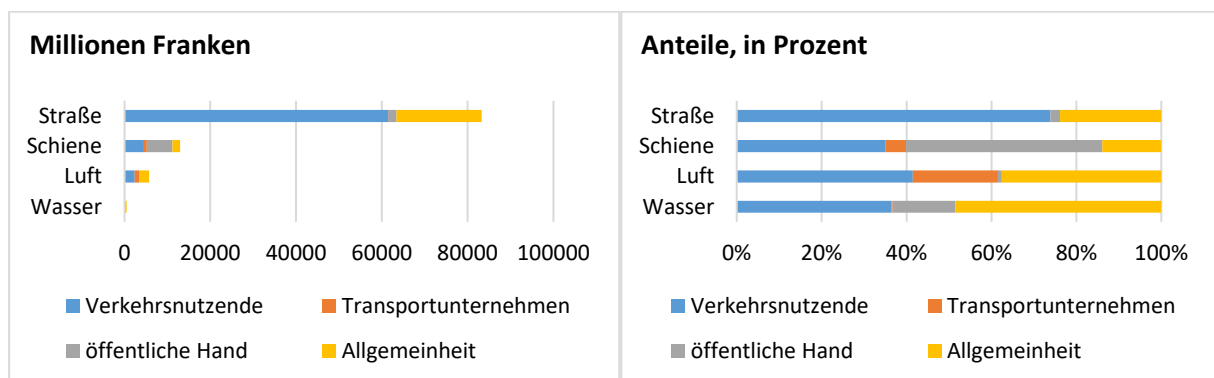 Millionen Franken
Straße
Schiene
Luft
Wasser
0 20000 40000 60000 80000 100000
Verkehrsnutzende Transportunternehmen
öffentliche Hand Allgemeinheit
Anteile, in Prozent
Straße
Schiene
Luft
Wasser
0% 20% 40% 60% 80% 100%
Verkehrsnutzende Transportunternehmen
öffentliche Hand Allgemeinheit